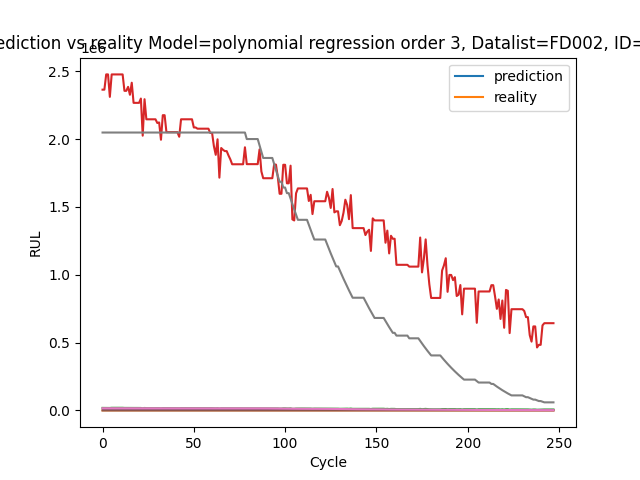 ediction vs reality Model=polynomial regression order 3, Datalist=FD002, ID=
1e6
prediction
reality
2.5
2.0
1.5
1.0
0.5
0.0
RUL
0 50 100 150 200 250
Cycle